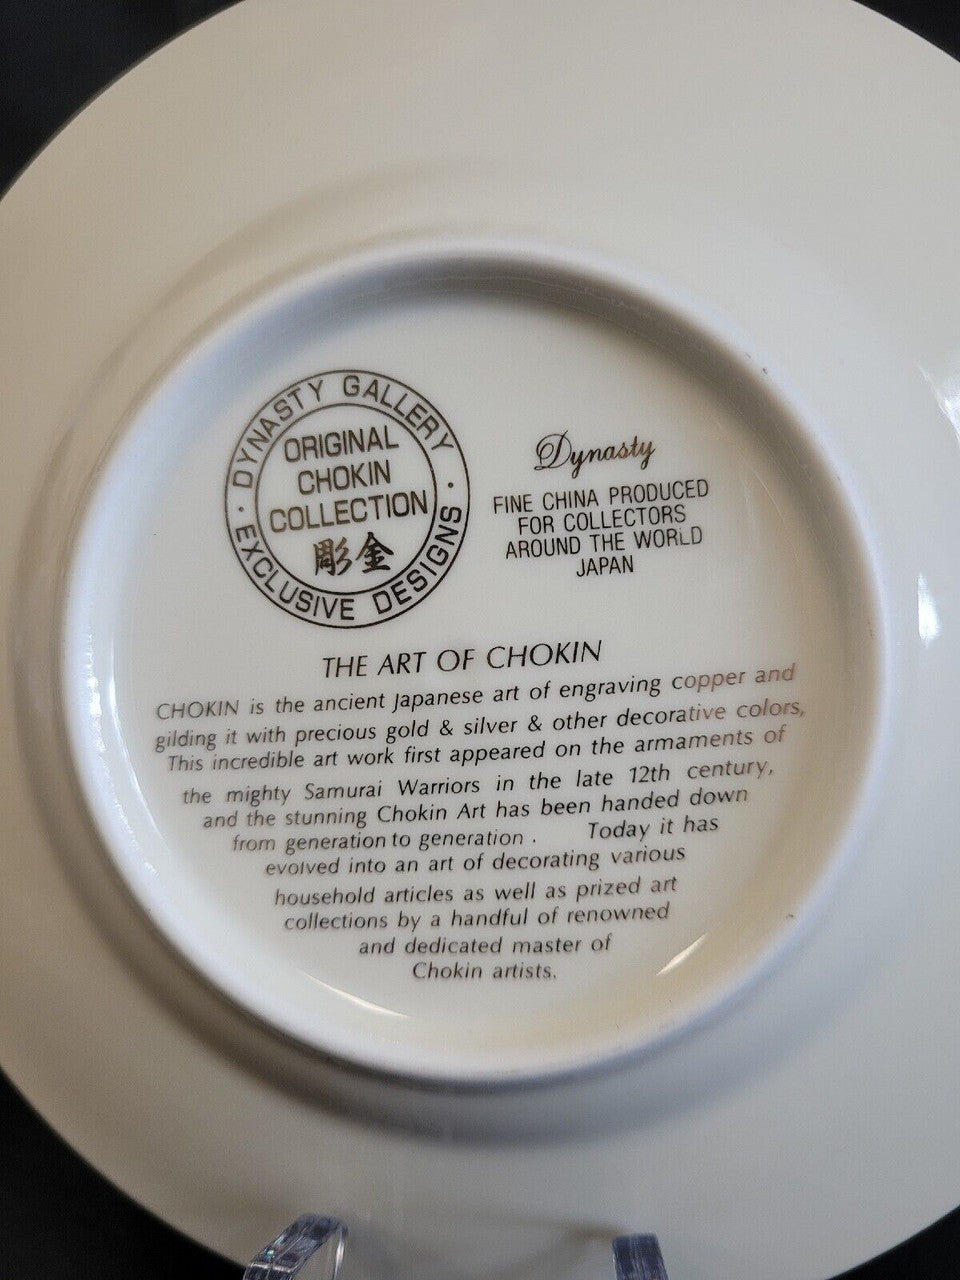 DYNASTY GALLERY
ORIGINAL
CHOKIN
COLLECTION
彫金
· EXCLUSIVE DESIGNS ·
Dynasty
FINE CHINA PRODUCED
FOR COLLECTORS
AROUND THE WORLD
JAPAN
THE ART OF CHOKIN
CHOKIN is the ancient Japanese art of engraving copper and
gilding it with precious gold & silver & other decorative colors,
This incredible art work first appeared on the armaments of
the mighty Samurai Warriors in the late 12th century,
and the stunning Chokin Art has been handed down
from generation to generation . Today it has
evolved into an art of decorating various
household articles as well as prized art
collections by a handful of renowned
and dedicated master of
Chokin artists.